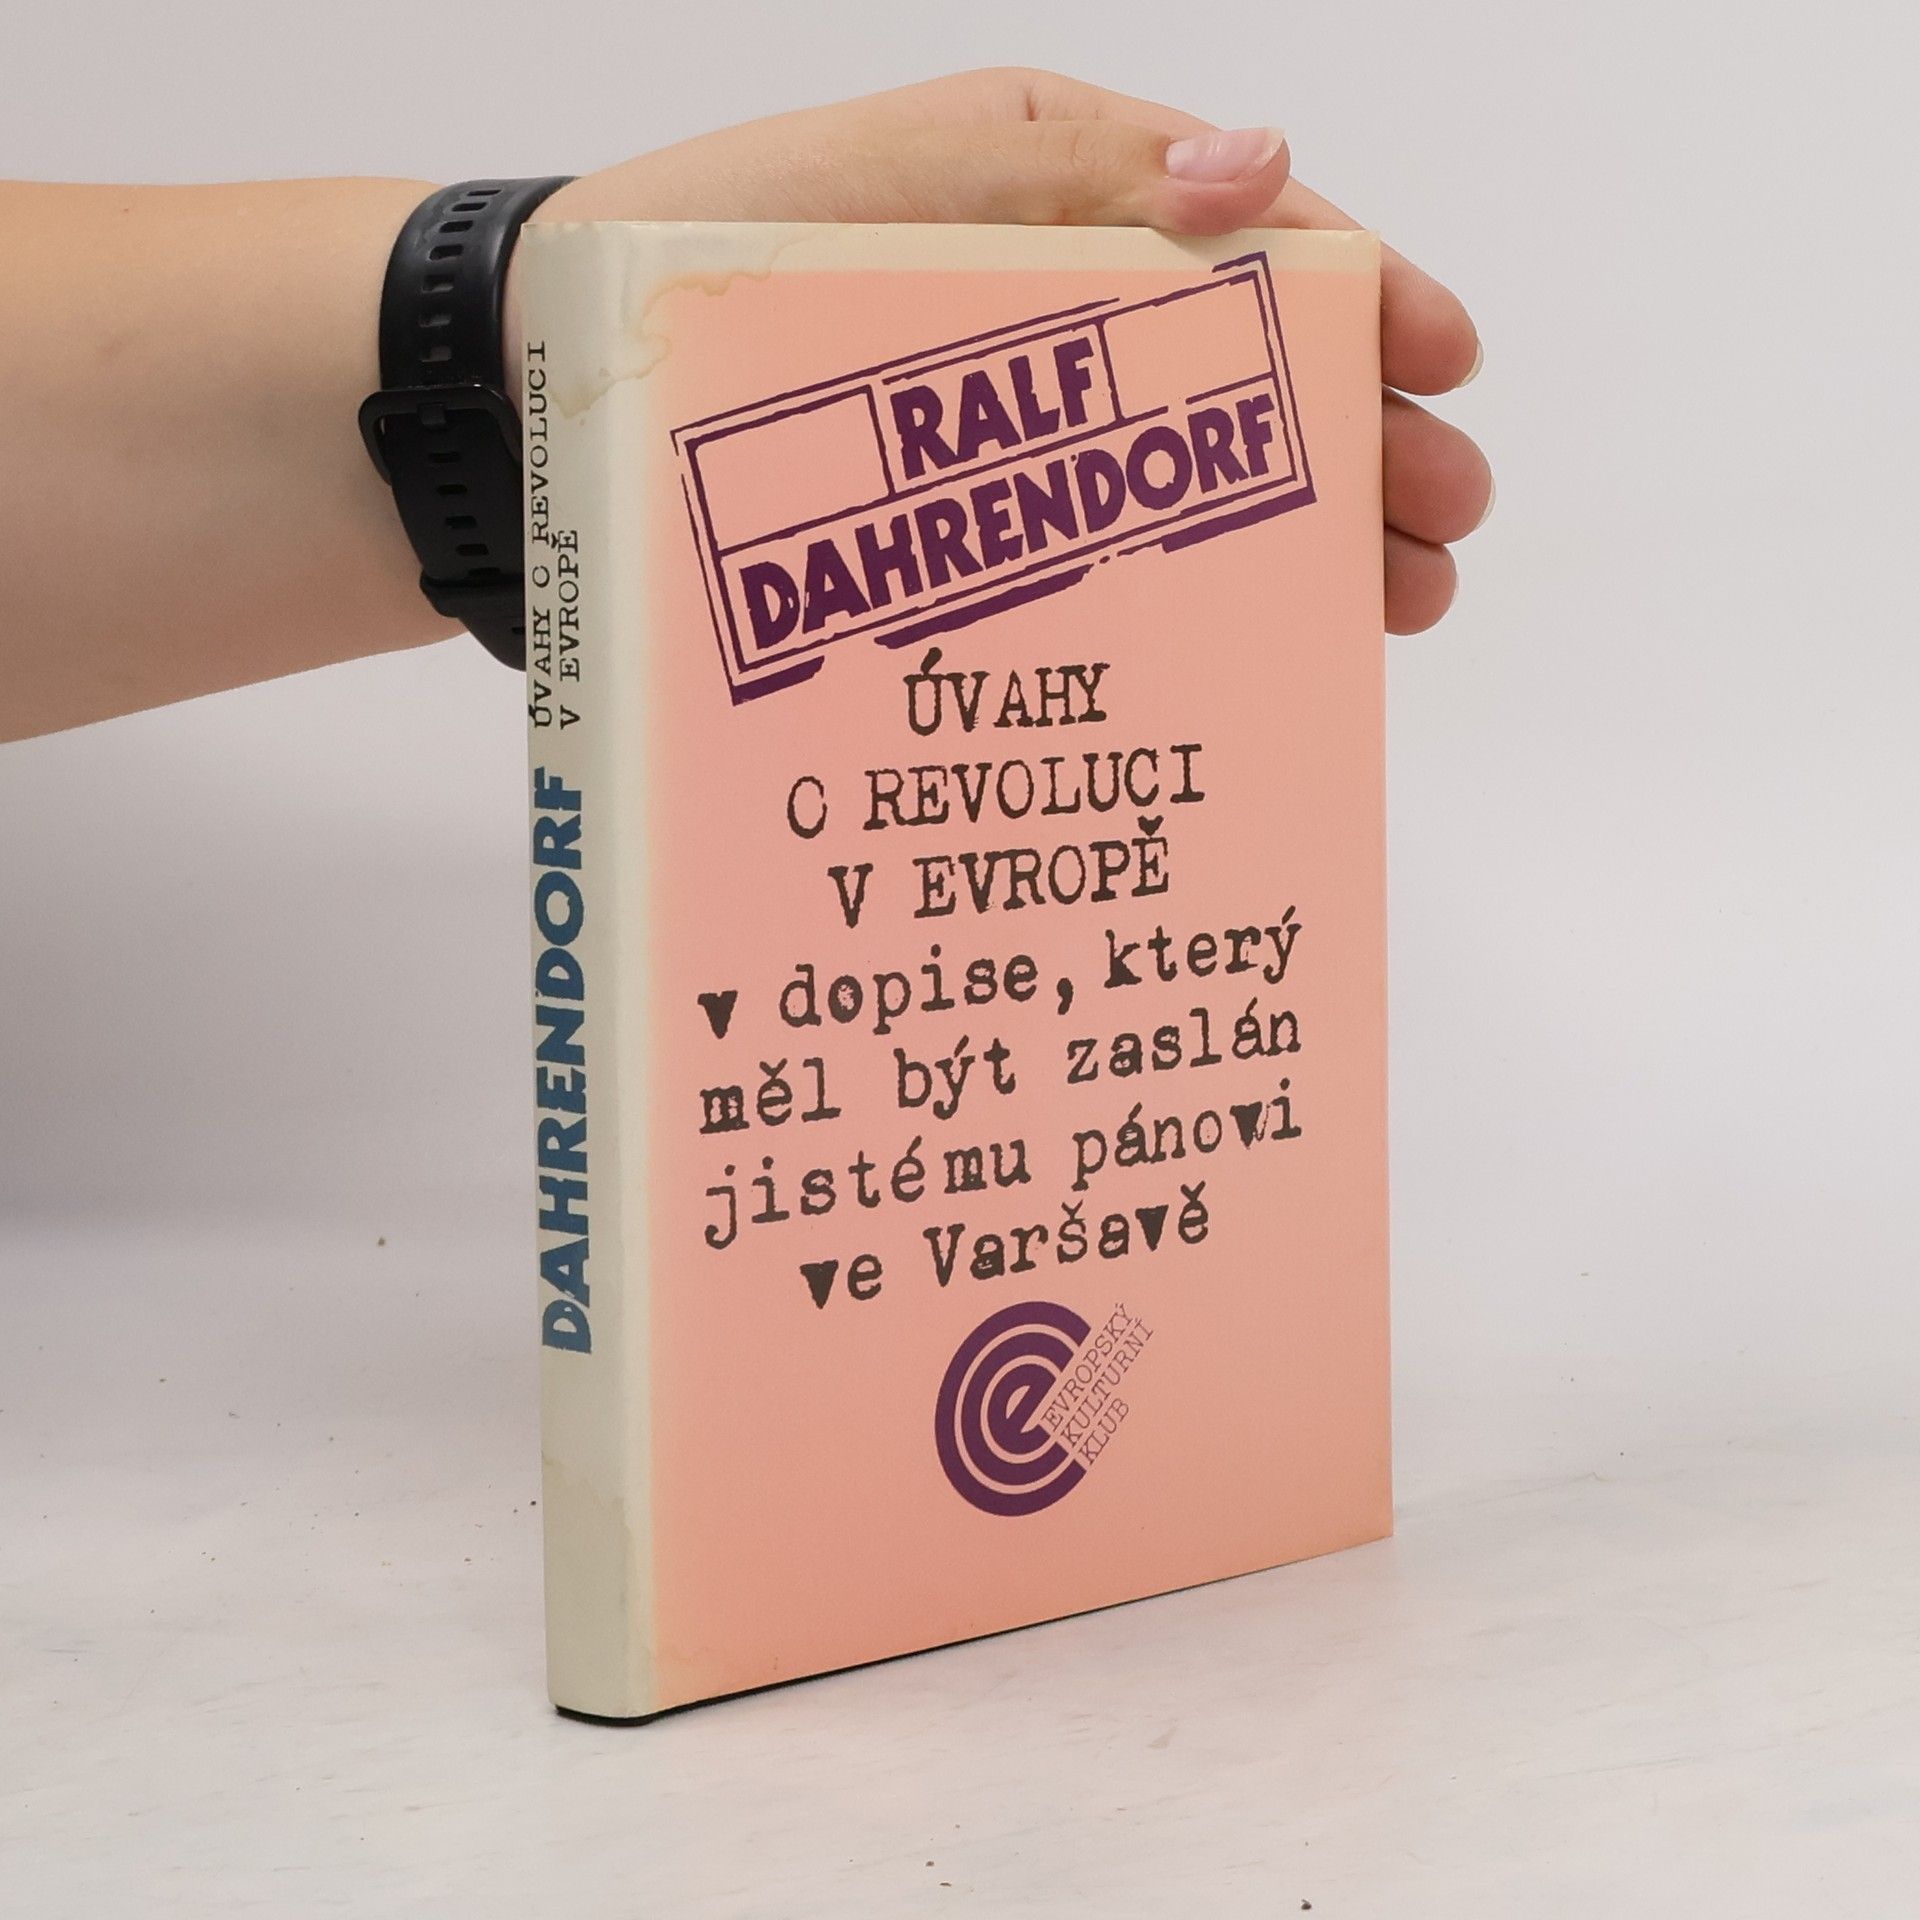 RALF
DAHRENDORF
ÚVAHY
O REVOLUCI
V EVROPĚ
v dopise, který
měl být zaslán
jistému pánovi
ve Varšavě
e
EVROPSKÝ
KULTURNÍ
KLUB
DAHRENDORF
ÚVAHY O REVOLUCI
V EVROPĚ